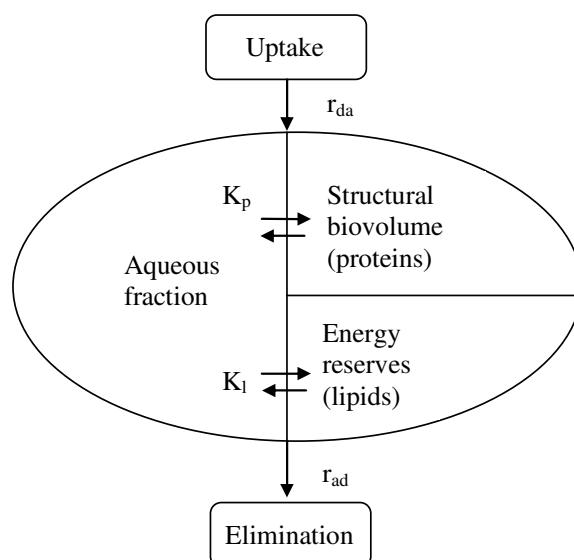 Uptake
r_da
K_p
Structural
biovolume
(proteins)
Aqueous
fraction
Energy
reserves
(lipids)
K_l
r_ad
Elimination